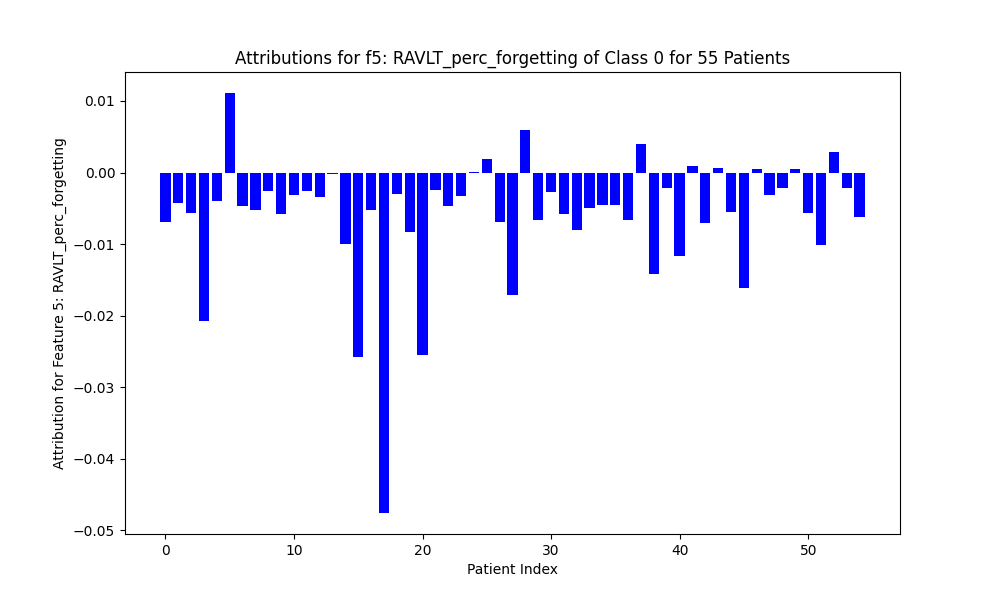 Attributions for f5: RAVLT_perc_forgetting of Class 0 for 55 Patients
Attribution for Feature 5: RAVLT_perc_forgetting
0.01
0.00
−0.01
−0.02
−0.03
−0.04
−0.05
0 10 20 30 40 50
Patient Index